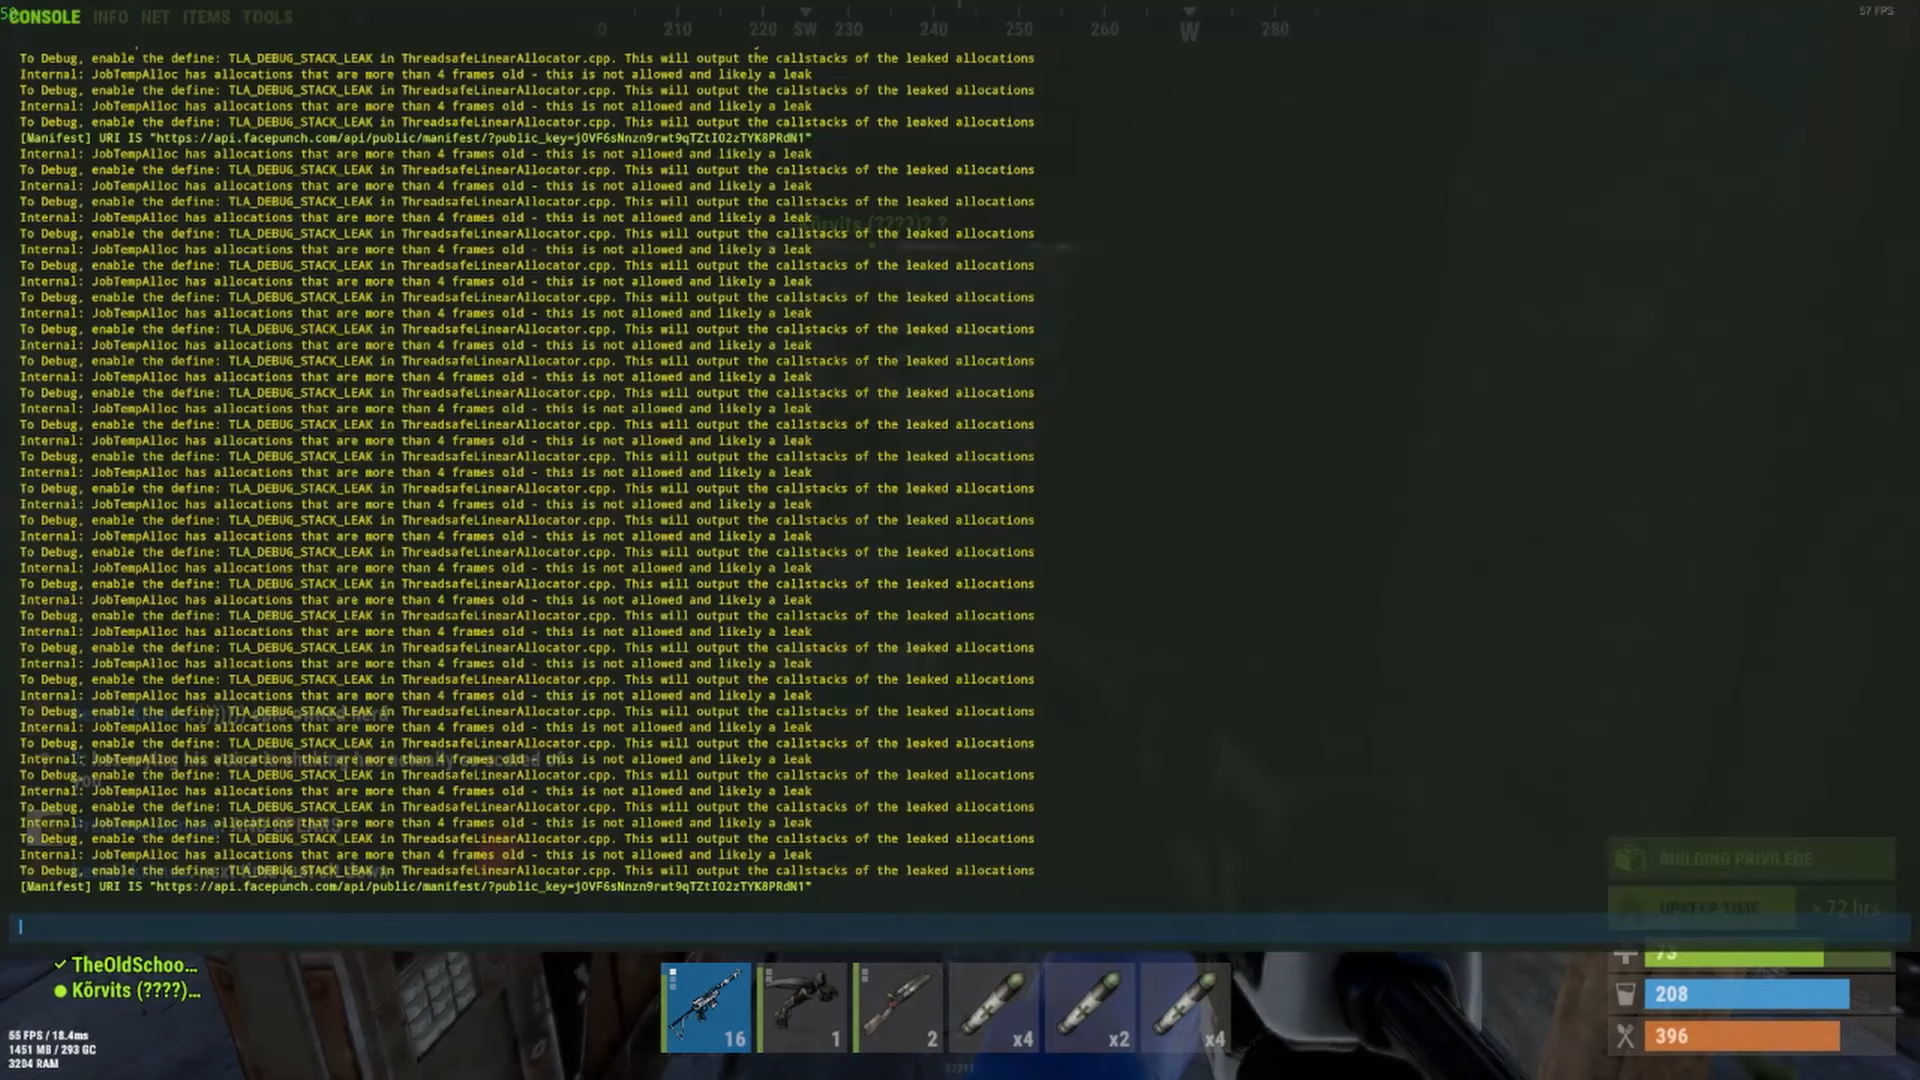 CONSOLE INFO NET ITEMS TOOLS
210 220 SW 230 240 250 260 W 280
57 FPS
To Debug, enable the define: TLA_DEBUG_STACK_LEAK in ThreadsafeLinearAllocator.cpp. This will output the callstacks of the leaked allocations
Internal: JobTempAlloc has allocations that are more than 4 frames old - this is not allowed and likely a leak
To Debug, enable the define: TLA_DEBUG_STACK_LEAK in ThreadsafeLinearAllocator.cpp. This will output the callstacks of the leaked allocations
Internal: JobTempAlloc has allocations that are more than 4 frames old - this is not allowed and likely a leak
To Debug, enable the define: TLA_DEBUG_STACK_LEAK in ThreadsafeLinearAllocator.cpp. This will output the callstacks of the leaked allocations
[Manifest] URI IS "https://api.facepunch.com/api/public/manifest/?public_key=jOVF6sNnzn9rwt9qTZtI02zTYK8PRdN1"
Internal: JobTempAlloc has allocations that are more than 4 frames old - this is not allowed and likely a leak
To Debug, enable the define: TLA_DEBUG_STACK_LEAK in ThreadsafeLinearAllocator.cpp. This will output the callstacks of the leaked allocations
Internal: JobTempAlloc has allocations that are more than 4 frames old - this is not allowed and likely a leak
To Debug, enable the define: TLA_DEBUG_STACK_LEAK in ThreadsafeLinearAllocator.cpp. This will output the callstacks of the leaked allocations
Internal: JobTempAlloc has allocations that are more than 4 frames old - this is not allowed and likely a leak
To Debug, enable the define: TLA_DEBUG_STACK_LEAK in ThreadsafeLinearAllocator.cpp. This will output the callstacks of the leaked allocations
Internal: JobTempAlloc has allocations that are more than 4 frames old - this is not allowed and likely a leak
To Debug, enable the define: TLA_DEBUG_STACK_LEAK in ThreadsafeLinearAllocator.cpp. This will output the callstacks of the leaked allocations
Internal: JobTempAlloc has allocations that are more than 4 frames old - this is not allowed and likely a leak
To Debug, enable the define: TLA_DEBUG_STACK_LEAK in ThreadsafeLinearAllocator.cpp. This will output the callstacks of the leaked allocations
Internal: JobTempAlloc has allocations that are more than 4 frames old - this is not allowed and likely a leak
To Debug, enable the define: TLA_DEBUG_STACK_LEAK in ThreadsafeLinearAllocator.cpp. This will output the callstacks of the leaked allocations
Internal: JobTempAlloc has allocations that are more than 4 frames old - this is not allowed and likely a leak
To Debug, enable the define: TLA_DEBUG_STACK_LEAK in ThreadsafeLinearAllocator.cpp. This will output the callstacks of the leaked allocations
Internal: JobTempAlloc has allocations that are more than 4 frames old - this is not allowed and likely a leak
To Debug, enable the define: TLA_DEBUG_STACK_LEAK in ThreadsafeLinearAllocator.cpp. This will output the callstacks of the leaked allocations
Internal: JobTempAlloc has allocations that are more than 4 frames old - this is not allowed and likely a leak
To Debug, enable the define: TLA_DEBUG_STACK_LEAK in ThreadsafeLinearAllocator.cpp. This will output the callstacks of the leaked allocations
Internal: JobTempAlloc has allocations that are more than 4 frames old - this is not allowed and likely a leak
To Debug, enable the define: TLA_DEBUG_STACK_LEAK in ThreadsafeLinearAllocator.cpp. This will output the callstacks of the leaked allocations
Internal: JobTempAlloc has allocations that are more than 4 frames old - this is not allowed and likely a leak
To Debug, enable the define: TLA_DEBUG_STACK_LEAK in ThreadsafeLinearAllocator.cpp. This will output the callstacks of the leaked allocations
Internal: JobTempAlloc has allocations that are more than 4 frames old - this is not allowed and likely a leak
To Debug, enable the define: TLA_DEBUG_STACK_LEAK in ThreadsafeLinearAllocator.cpp. This will output the callstacks of the leaked allocations
Internal: JobTempAlloc has allocations that are more than 4 frames old - this is not allowed and likely a leak
To Debug, enable the define: TLA_DEBUG_STACK_LEAK in ThreadsafeLinearAllocator.cpp. This will output the callstacks of the leaked allocations
Internal: JobTempAlloc has allocations that are more than 4 frames old - this is not allowed and likely a leak
To Debug, enable the define: TLA_DEBUG_STACK_LEAK in ThreadsafeLinearAllocator.cpp. This will output the callstacks of the leaked allocations
Internal: JobTempAlloc has allocations that are more than 4 frames old - this is not allowed and likely a leak
To Debug, enable the define: TLA_DEBUG_STACK_LEAK in ThreadsafeLinearAllocator.cpp. This will output the callstacks of the leaked allocations
Internal: JobTempAlloc has allocations that are more than 4 frames old - this is not allowed and likely a leak
To Debug, enable the define: TLA_DEBUG_STACK_LEAK in ThreadsafeLinearAllocator.cpp. This will output the callstacks of the leaked allocations
Internal: JobTempAlloc has allocations that are more than 4 frames old - this is not allowed and likely a leak
To Debug, enable the define: TLA_DEBUG_STACK_LEAK in ThreadsafeLinearAllocator.cpp. This will output the callstacks of the leaked allocations
Internal: JobTempAlloc has allocations that are more than 4 frames old - this is not allowed and likely a leak
To Debug, enable the define: TLA_DEBUG_STACK_LEAK in ThreadsafeLinearAllocator.cpp. This will output the callstacks of the leaked allocations
Internal: JobTempAlloc has allocations that are more than 4 frames old - this is not allowed and likely a leak
To Debug, enable the define: TLA_DEBUG_STACK_LEAK in ThreadsafeLinearAllocator.cpp. This will output the callstacks of the leaked allocations
Internal: JobTempAlloc has allocations that are more than 4 frames old - this is not allowed and likely a leak
To Debug, enable the define: TLA_DEBUG_STACK_LEAK in ThreadsafeLinearAllocator.cpp. This will output the callstacks of the leaked allocations
Internal: JobTempAlloc has allocations that are more than 4 frames old - this is not allowed and likely a leak
To Debug, enable the define: TLA_DEBUG_STACK_LEAK in ThreadsafeLinearAllocator.cpp. This will output the callstacks of the leaked allocations
Internal: JobTempAlloc has allocations that are more than 4 frames old - this is not allowed and likely a leak
To Debug, enable the define: TLA_DEBUG_STACK_LEAK in ThreadsafeLinearAllocator.cpp. This will output the callstacks of the leaked allocations
Internal: JobTempAlloc has allocations that are more than 4 frames old - this is not allowed and likely a leak
To Debug, enable the define: TLA_DEBUG_STACK_LEAK in ThreadsafeLinearAllocator.cpp. This will output the callstacks of the leaked allocations
[Manifest] URI IS "https://api.facepunch.com/api/public/manifest/?public_key=jOVF6sNnzn9rwt9qTZtI02zTYK8PRdN1"
BUILDING PRIVILEGE
UPKEEP TIME > 72 hrs
TheOldSchoo...
Kõrvits (????)...
55 FPS / 18.4ms
1451 MB / 293 GC
3204 RAM
16 1 2 x4 x2 x4
73
208
396